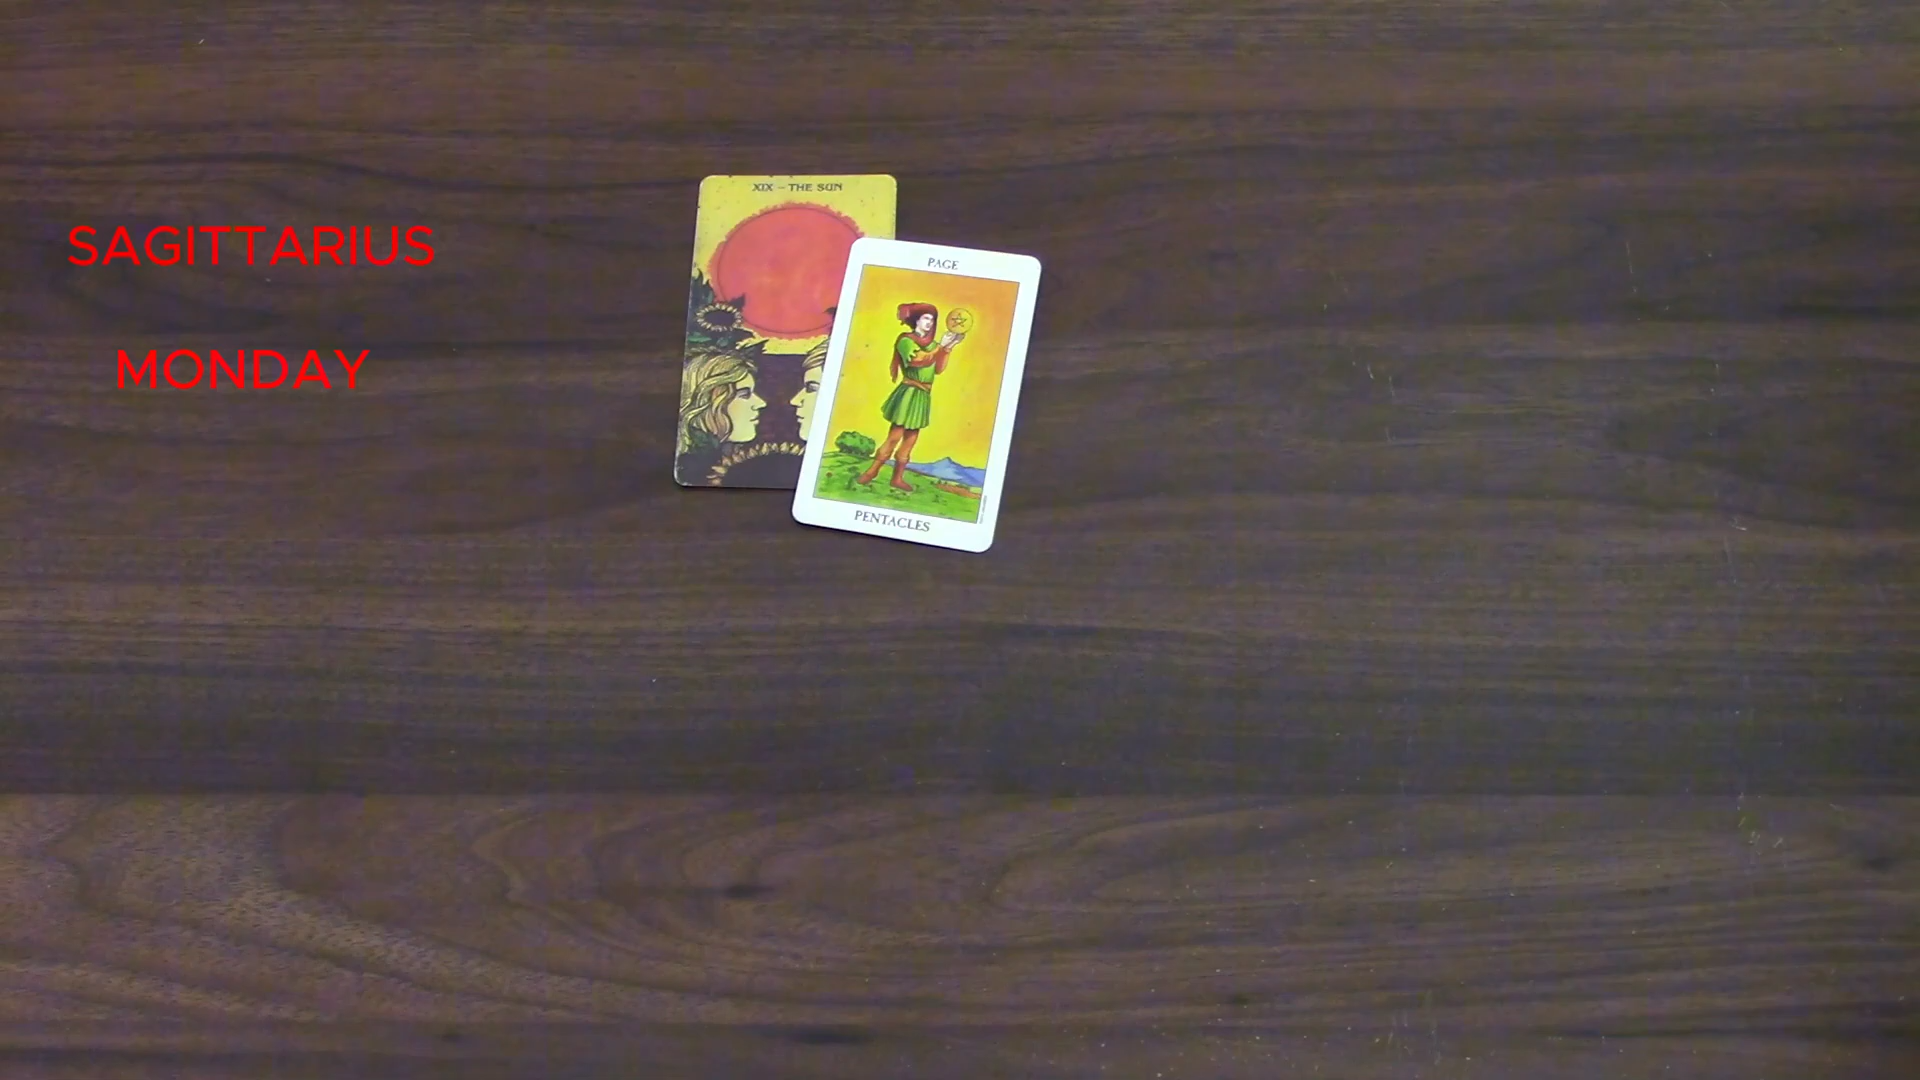 SAGITTARIUS
MONDAY
XIX – THE SUN
PAGE
PENTACLES